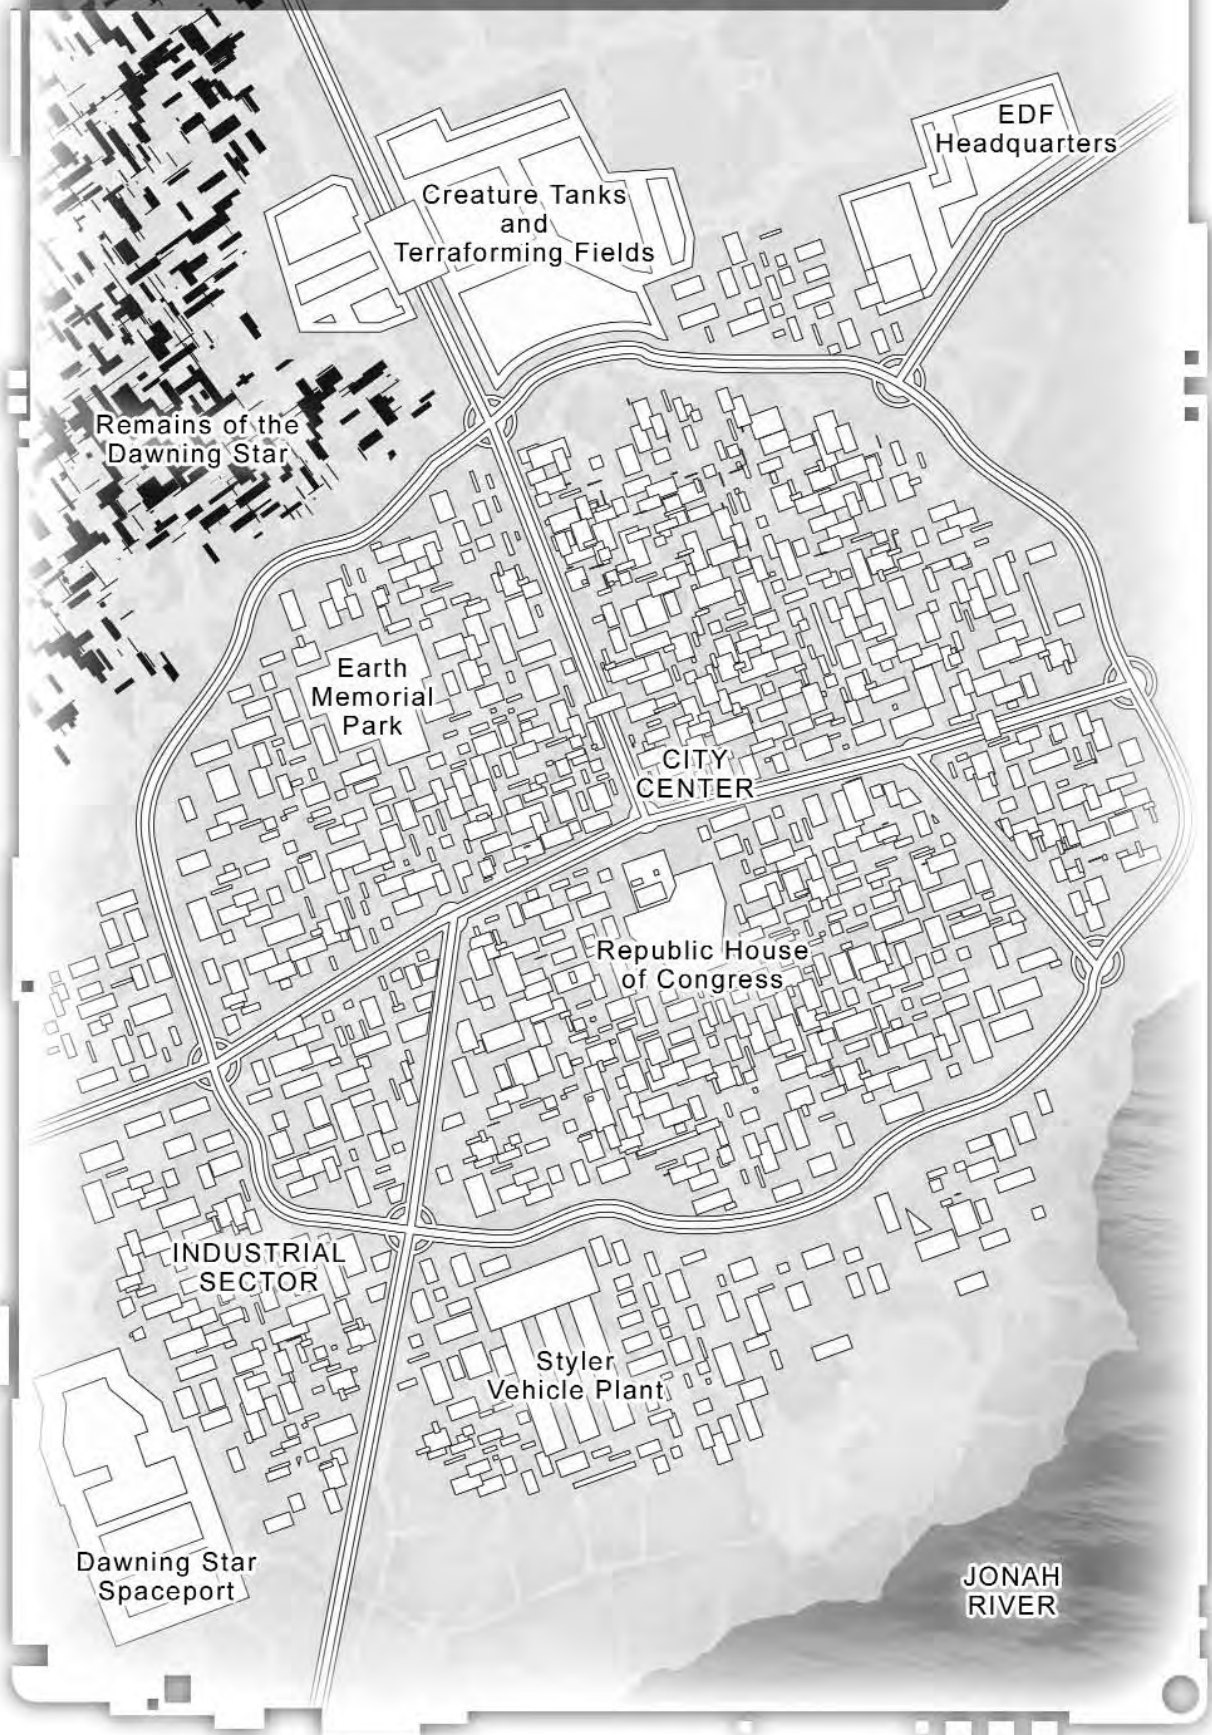 EDF
Headquarters
Creature Tanks
and
Terraforming Fields
Remains of the
Dawning Star
Earth
Memorial
Park
CITY
CENTER
Republic House
of Congress
INDUSTRIAL
SECTOR
Styler
Vehicle Plant
Dawning Star
Spaceport
JONAH
RIVER